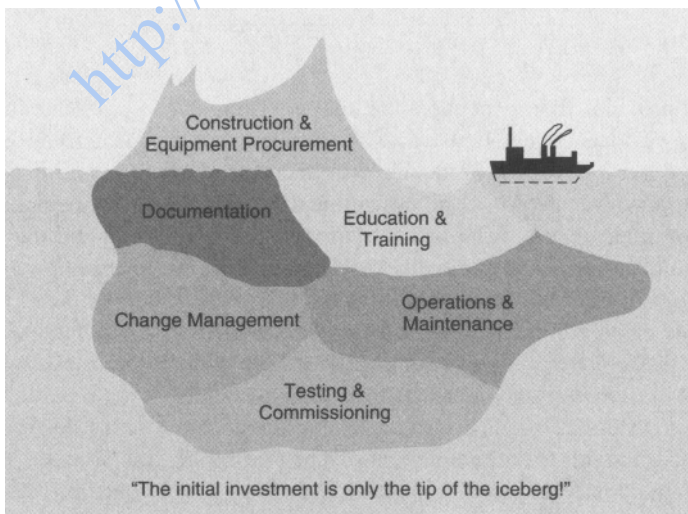 http://
Construction &
Equipment Procurement
Documentation
Education &
Training
Change Management
Operations &
Maintenance
Testing &
Commissioning
“The initial investment is only the tip of the iceberg!”